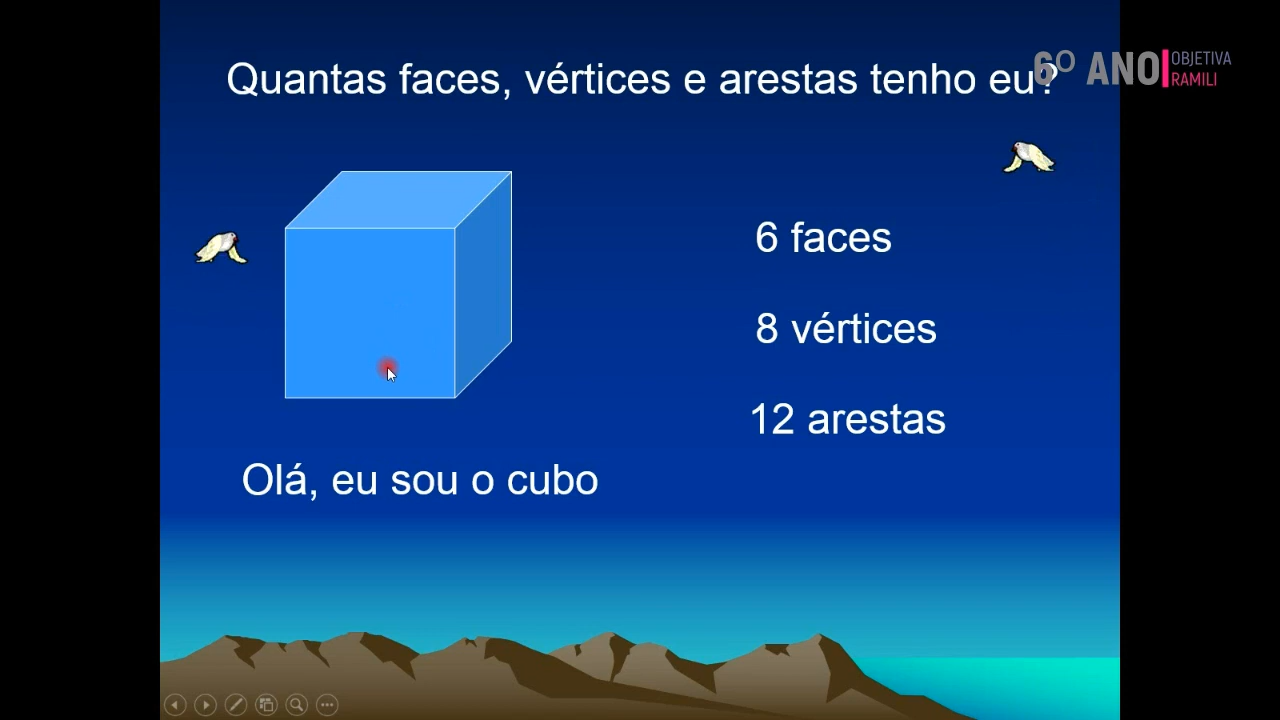 Quantas faces, vértices e arestas tenho eu?
6º ANO
OBJETIVA
RAMILI
6 faces
8 vértices
12 arestas
Olá, eu sou o cubo